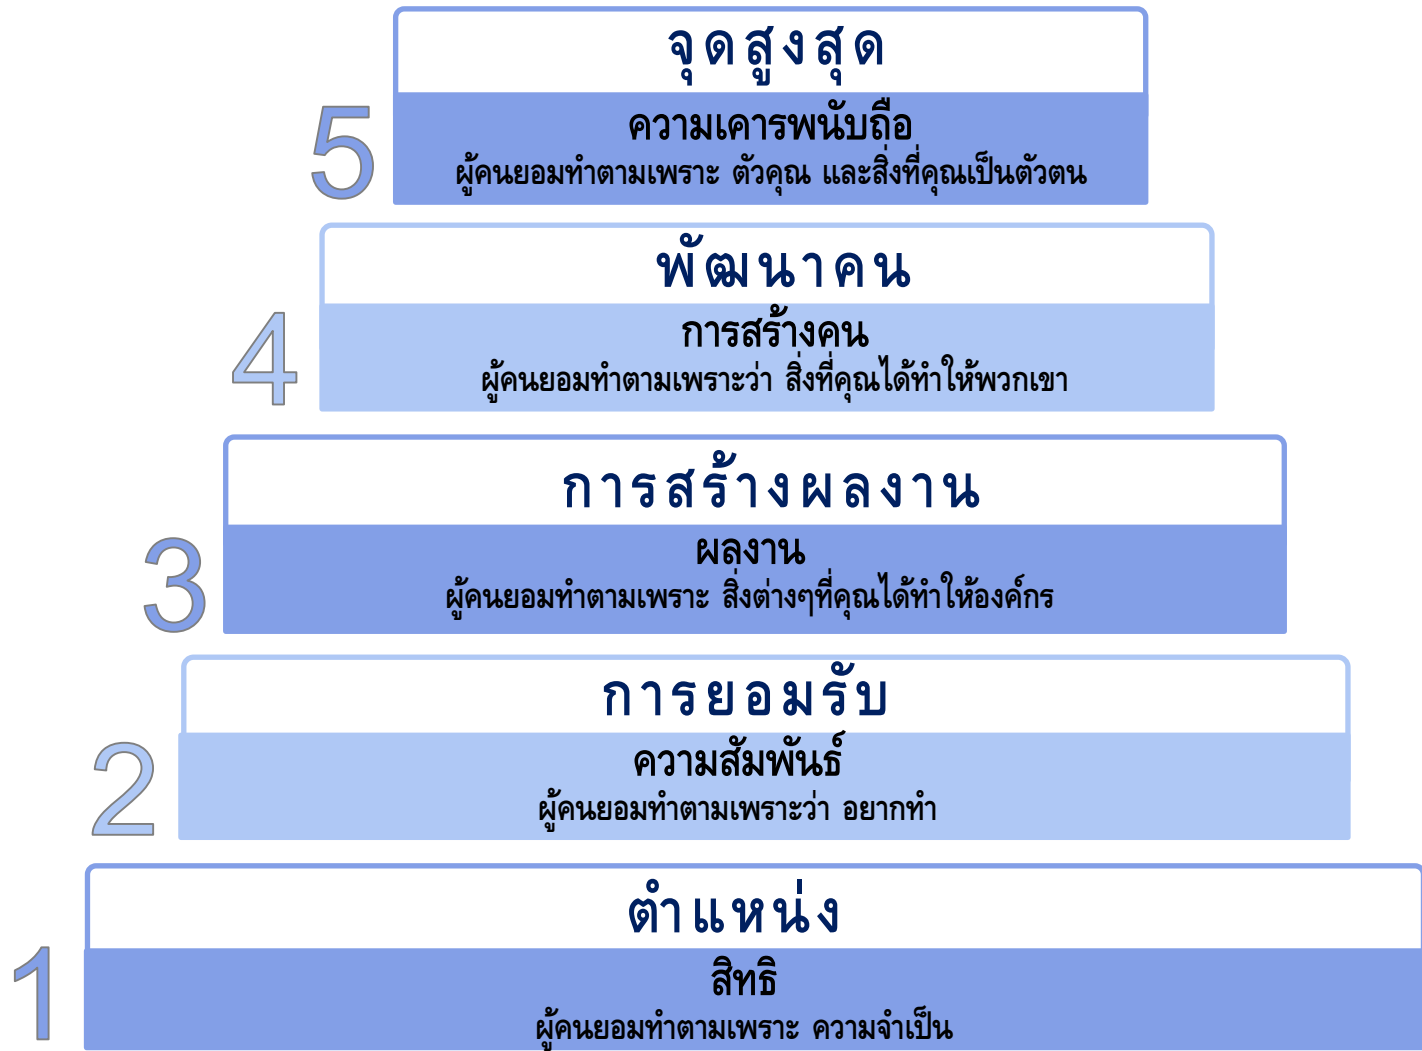 5
จุดสูงสุด
ความเคารพนับถือ
ผู้คนยอมทำตามเพราะ ตัวคุณ และสิ่งที่คุณเป็นตัวตน
4
พัฒนาคน
การสร้างคน
ผู้คนยอมทำตามเพราะว่า สิ่งที่คุณได้ทำให้พวกเขา
3
การสร้างผลงาน
ผลงาน
ผู้คนยอมทำตามเพราะ สิ่งต่างๆที่คุณได้ทำให้องค์กร
2
การยอมรับ
ความสัมพันธ์
ผู้คนยอมทำตามเพราะว่า อยากทำ
1
ตำแหน่ง
สิทธิ
ผู้คนยอมทำตามเพราะ ความจำเป็น